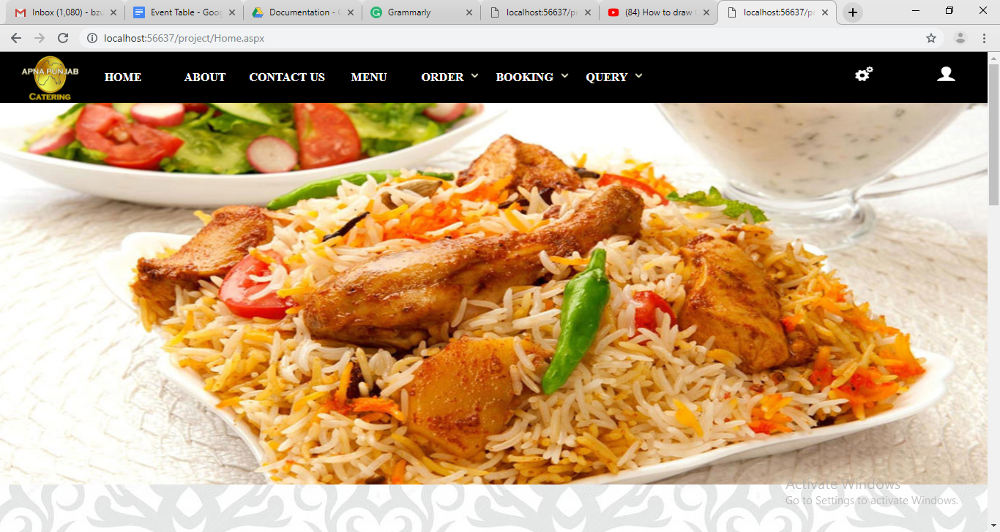 Inbox (1,080) - bzu
Event Table - Goog
Documentation - G
Grammarly
localhost:56637/pr
(84) How to draw
localhost:56637/pr
localhost:56637/project/Home.aspx
APNA PUNJAB
CATERING
HOME
ABOUT
CONTACT US
MENU
ORDER
BOOKING
QUERY
Activate Windows
Go to Settings to activate Windows.